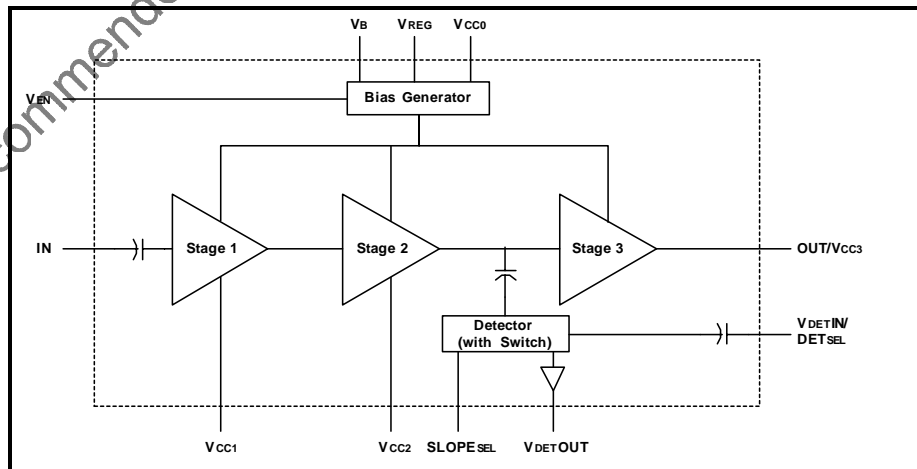 commende
VB VREG VCC0
VEN
Bias Generator
Stage 1 Stage 2 Stage 3
IN
OUT/VCC3
Detector
(with Switch)
VDETIN/
DETSEL
VCC1 VCC2 SLOPESEL VDETOUT